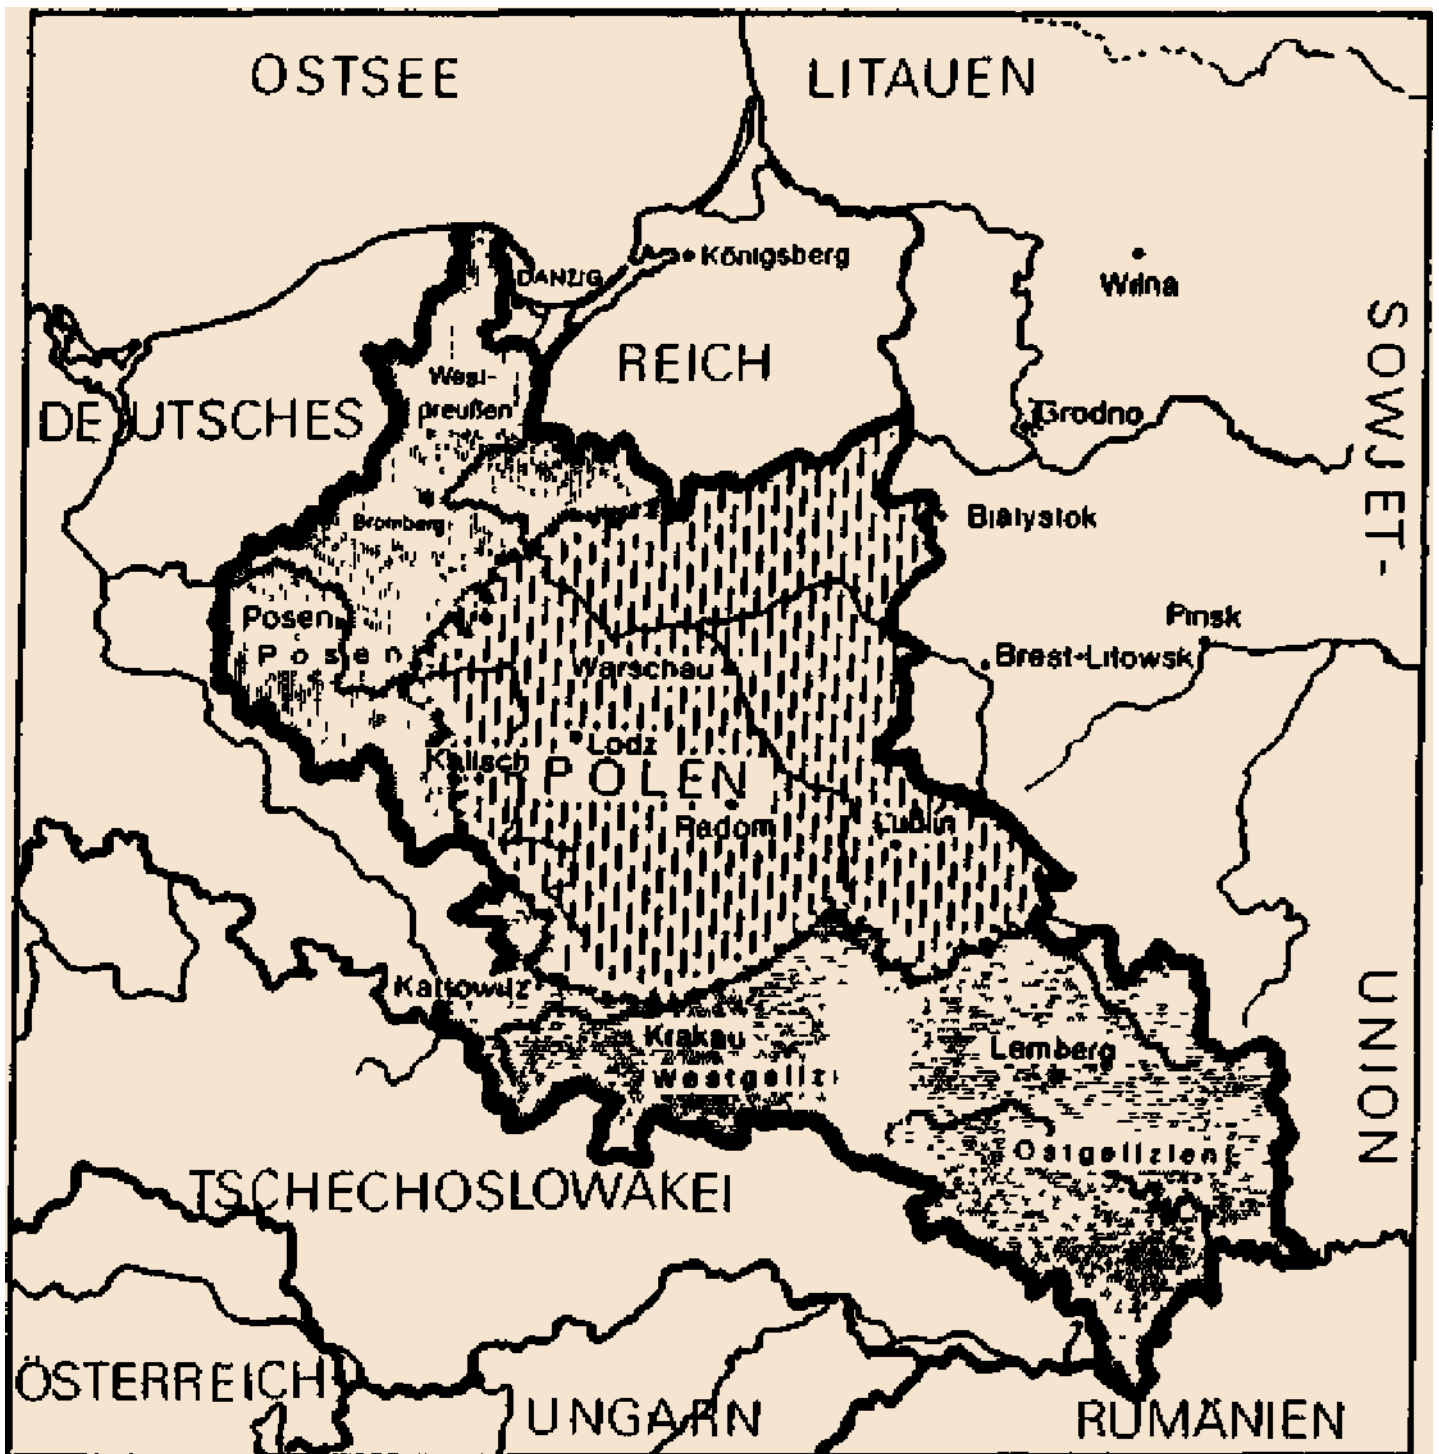 OSTSEE
LITAUEN
Königsberg
DANZIG
Wilna
REICH
West-
preußen
DEUTSCHES
Grodno
SOWJET-
Bialystok
Bromberg
Posen
Posen
Pinsk
Brest-Litowsk
Warschau
Lodz
Kalisch
POLEN
Radom
Lublin
Kattowitz
UNION
Krakau
Westgaliz
Lemberg
Ostgalizien
TSCHECHOSLOWAKEI
ÖSTERREICH
UNGARN
RUMÄNIEN